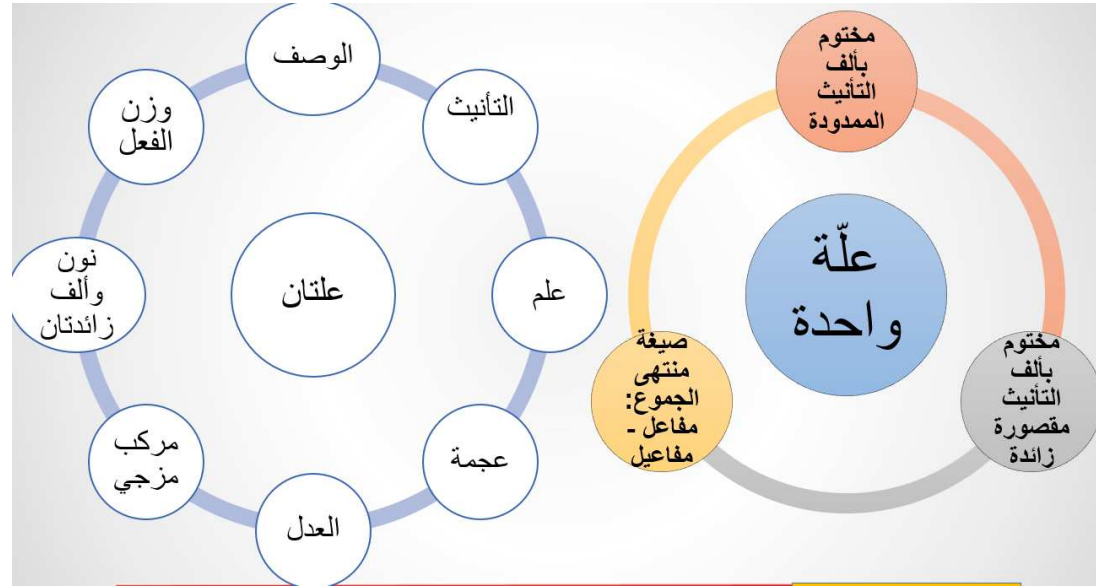 مختوم
بألف
التأنيث
الممدودة
علّة
واحدة
مختوم
بألف
التأنيث
مقصورة
زائدة
صيغة
منتهى
الجموع:
مفاعل -
مفاعيل
الوصف
التأنيث
علم
عجمة
العدل
مركب
مزجي
نون
وألف
زائدتان
وزن
الفعل
علتان